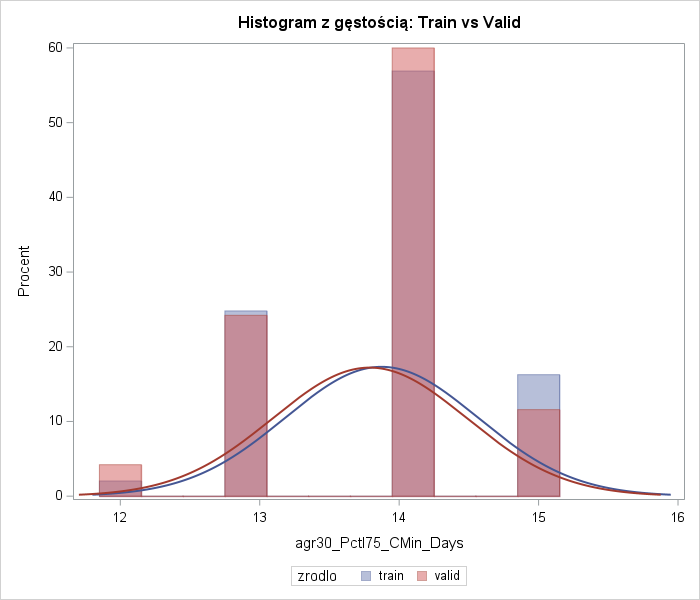 Histogram z gęstością: Train vs Valid
60
50
40
30
20
10
0
Procent
12 13 14 15 16
agr30_Pctl75_CMin_Days
zrodlo train valid